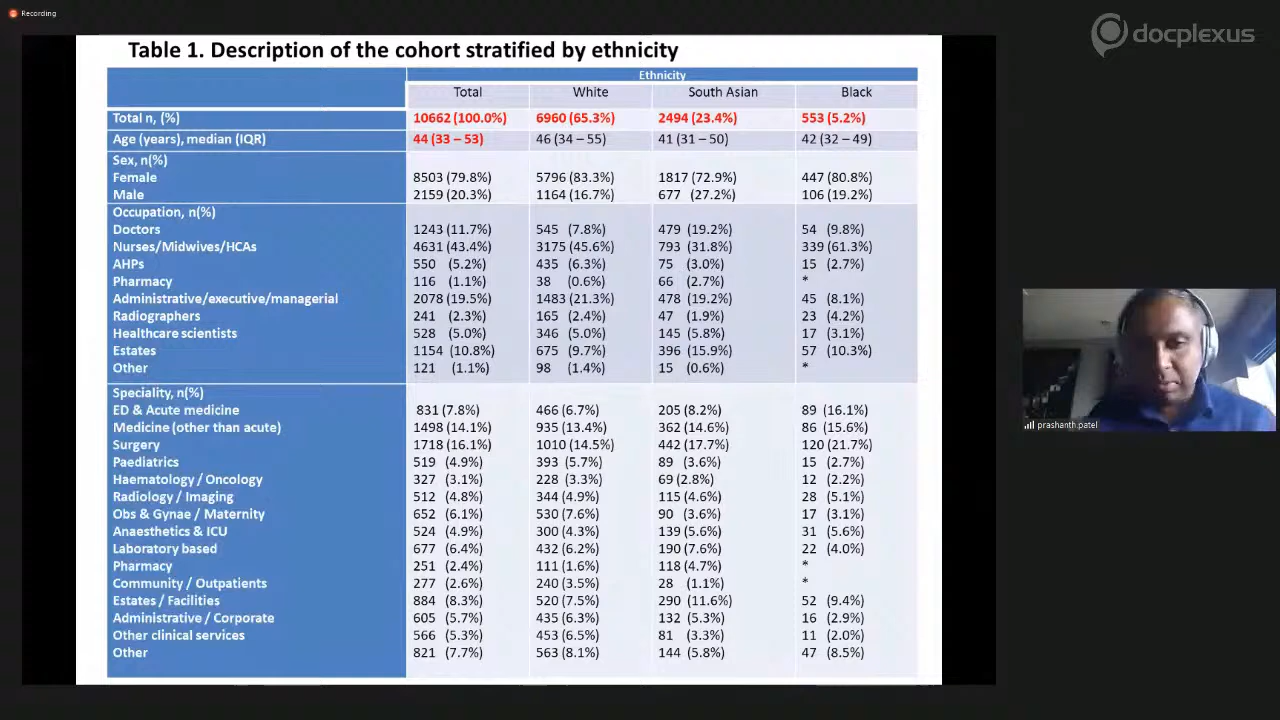 Recording
docplexus
Table 1. Description of the cohort stratified by ethnicity
Ethnicity
Total White South Asian Black
Total n, (%) 10662 (100.0%) 6960 (65.3%) 2494 (23.4%) 553 (5.2%)
Age (years), median (IQR) 44 (33 – 53) 46 (34 – 55) 41 (31 – 50) 42 (32 – 49)
Sex, n(%)
Female 8503 (79.8%) 5796 (83.3%) 1817 (72.9%) 447 (80.8%)
Male 2159 (20.3%) 1164 (16.7%) 677 (27.2%) 106 (19.2%)
Occupation, n(%)
Doctors 1243 (11.7%) 545 (7.8%) 479 (19.2%) 54 (9.8%)
Nurses/Midwives/HCAs 4631 (43.4%) 3175 (45.6%) 793 (31.8%) 339 (61.3%)
AHPs 550 (5.2%) 435 (6.3%) 75 (3.0%) 15 (2.7%)
Pharmacy 116 (1.1%) 38 (0.6%) 66 (2.7%) *
Administrative/executive/managerial 2078 (19.5%) 1483 (21.3%) 478 (19.2%) 45 (8.1%)
Radiographers 241 (2.3%) 165 (2.4%) 47 (1.9%) 23 (4.2%)
Healthcare scientists 528 (5.0%) 346 (5.0%) 145 (5.8%) 17 (3.1%)
Estates 1154 (10.8%) 675 (9.7%) 396 (15.9%) 57 (10.3%)
Other 121 (1.1%) 98 (1.4%) 15 (0.6%) *
Speciality, n(%)
ED & Acute medicine 831 (7.8%) 466 (6.7%) 205 (8.2%) 89 (16.1%)
Medicine (other than acute) 1498 (14.1%) 935 (13.4%) 362 (14.6%) 86 (15.6%)
Surgery 1718 (16.1%) 1010 (14.5%) 442 (17.7%) 120 (21.7%)
Paediatrics 519 (4.9%) 393 (5.7%) 89 (3.6%) 15 (2.7%)
Haematology / Oncology 327 (3.1%) 228 (3.3%) 69 (2.8%) 12 (2.2%)
Radiology / Imaging 512 (4.8%) 344 (4.9%) 115 (4.6%) 28 (5.1%)
Obs & Gynae / Maternity 652 (6.1%) 530 (7.6%) 90 (3.6%) 17 (3.1%)
Anaesthetics & ICU 524 (4.9%) 300 (4.3%) 139 (5.6%) 31 (5.6%)
Laboratory based 677 (6.4%) 432 (6.2%) 190 (7.6%) 22 (4.0%)
Pharmacy 251 (2.4%) 111 (1.6%) 118 (4.7%) *
Community / Outpatients 277 (2.6%) 240 (3.5%) 28 (1.1%) *
Estates / Facilities 884 (8.3%) 520 (7.5%) 290 (11.6%) 52 (9.4%)
Administrative / Corporate 605 (5.7%) 435 (6.3%) 132 (5.3%) 16 (2.9%)
Other clinical services 566 (5.3%) 453 (6.5%) 81 (3.3%) 11 (2.0%)
Other 821 (7.7%) 563 (8.1%) 144 (5.8%) 47 (8.5%)
prashanth.patel